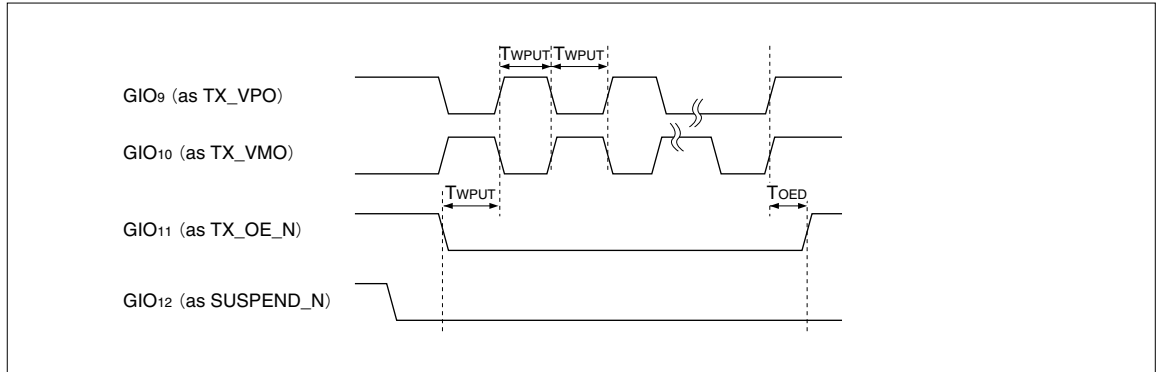 TWPUT TWPUT
GIO9 (as TX_VPO)
GIO10 (as TX_VMO)
TWPUT
TOED
GIO11 (as TX_OE_N)
GIO12 (as SUSPEND_N)